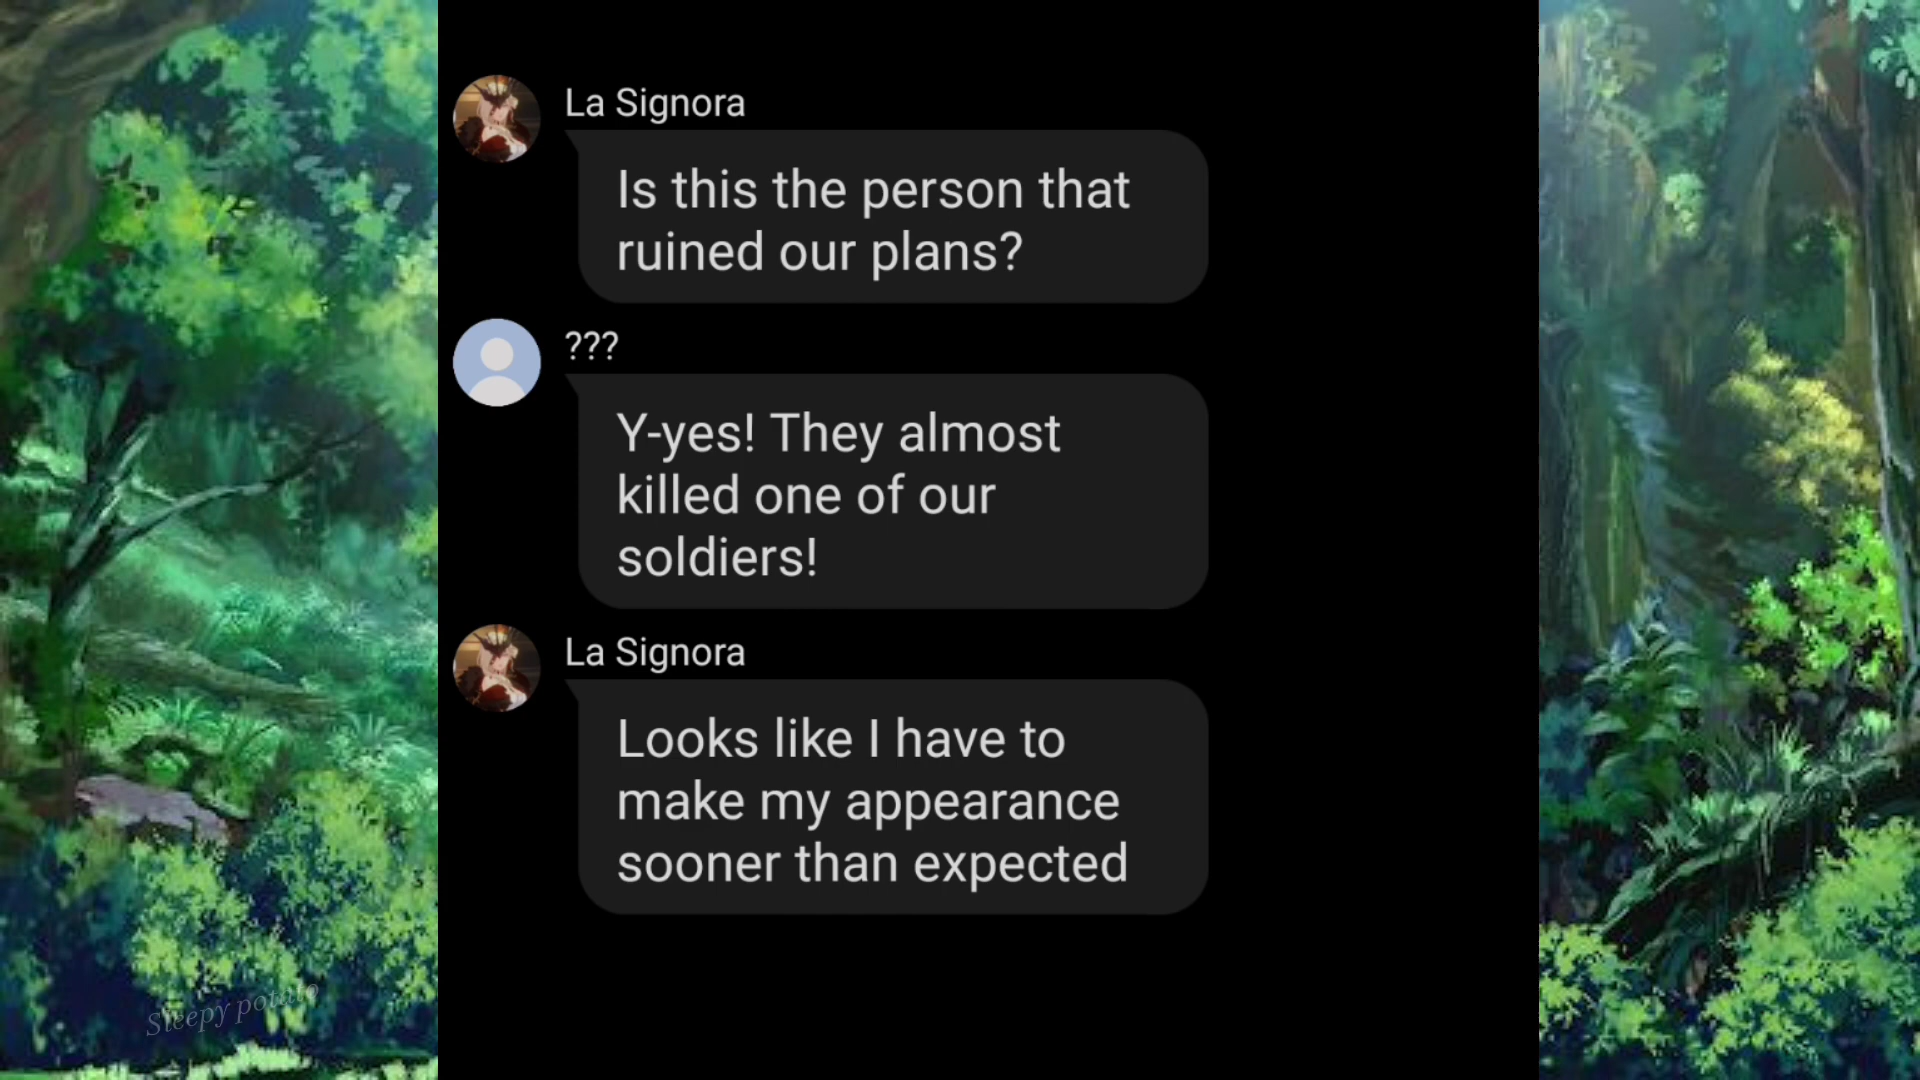 La Signora
Is this the person that
ruined our plans?
???
Y-yes! They almost
killed one of our
soldiers!
La Signora
Looks like I have to
make my appearance
sooner than expected
Sleepy potato